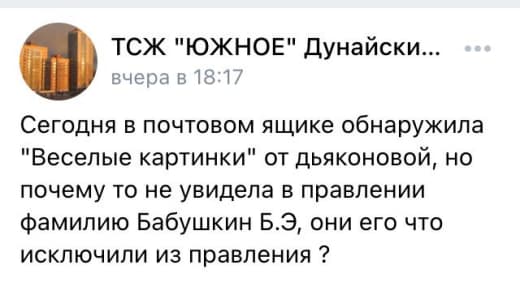 ТСЖ "ЮЖНОЕ" Дунайски...
вчера в 18:17
Сегодня в почтовом ящике обнаружила
"Веселые картинки" от дьяконовой, но
почему то не увидела в правлении
фамилию Бабушкин Б.Э, они его что
исключили из правления ?